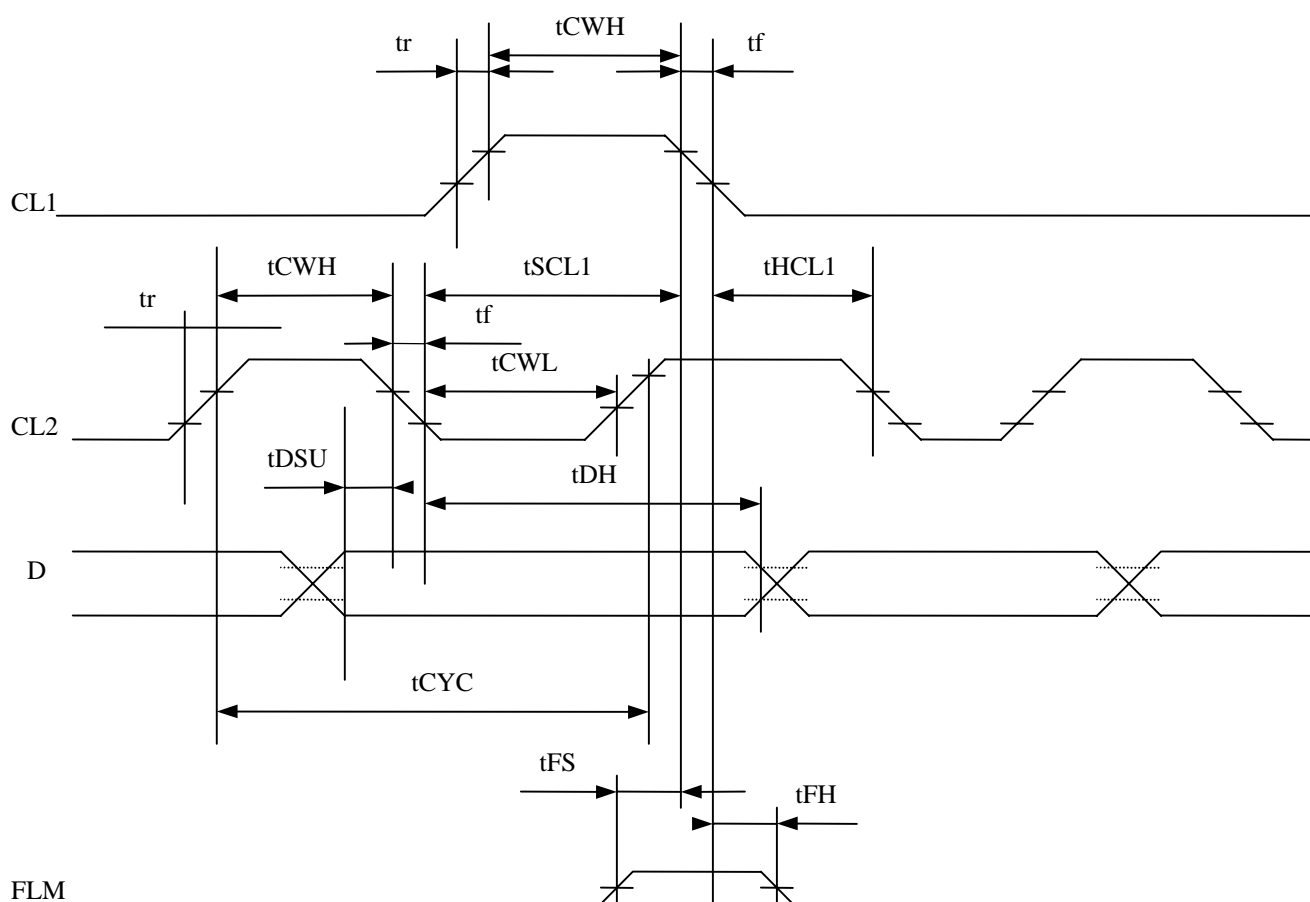 tCWH
tr
tf
CL1
tCWH
tSCL1
tHCL1
tr
tf
tCWL
CL2
tDSU
tDH
D
tCYC
tFS
tFH
FLM